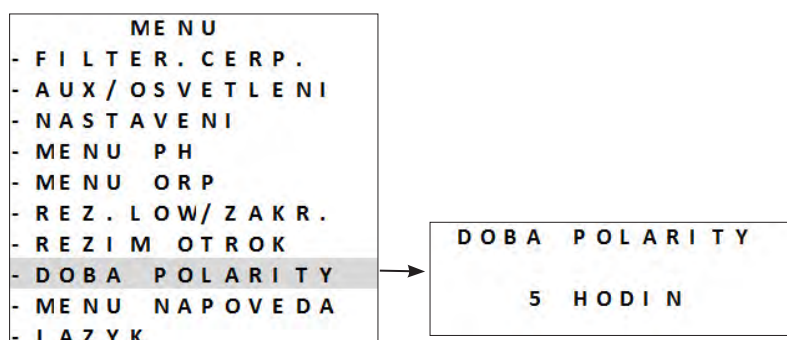 MENU
- FILTER. CERP.
- AUX/OSVETLENI
- NASTAVENI
- MENU PH
- MENU ORP
- REZ.LOW/ZAKR.
- REZIM OTROK
- DOBA POLARITY
- MENU NAPOVEDA
- JAZYK
DOBA POLARITY
5 HODIN